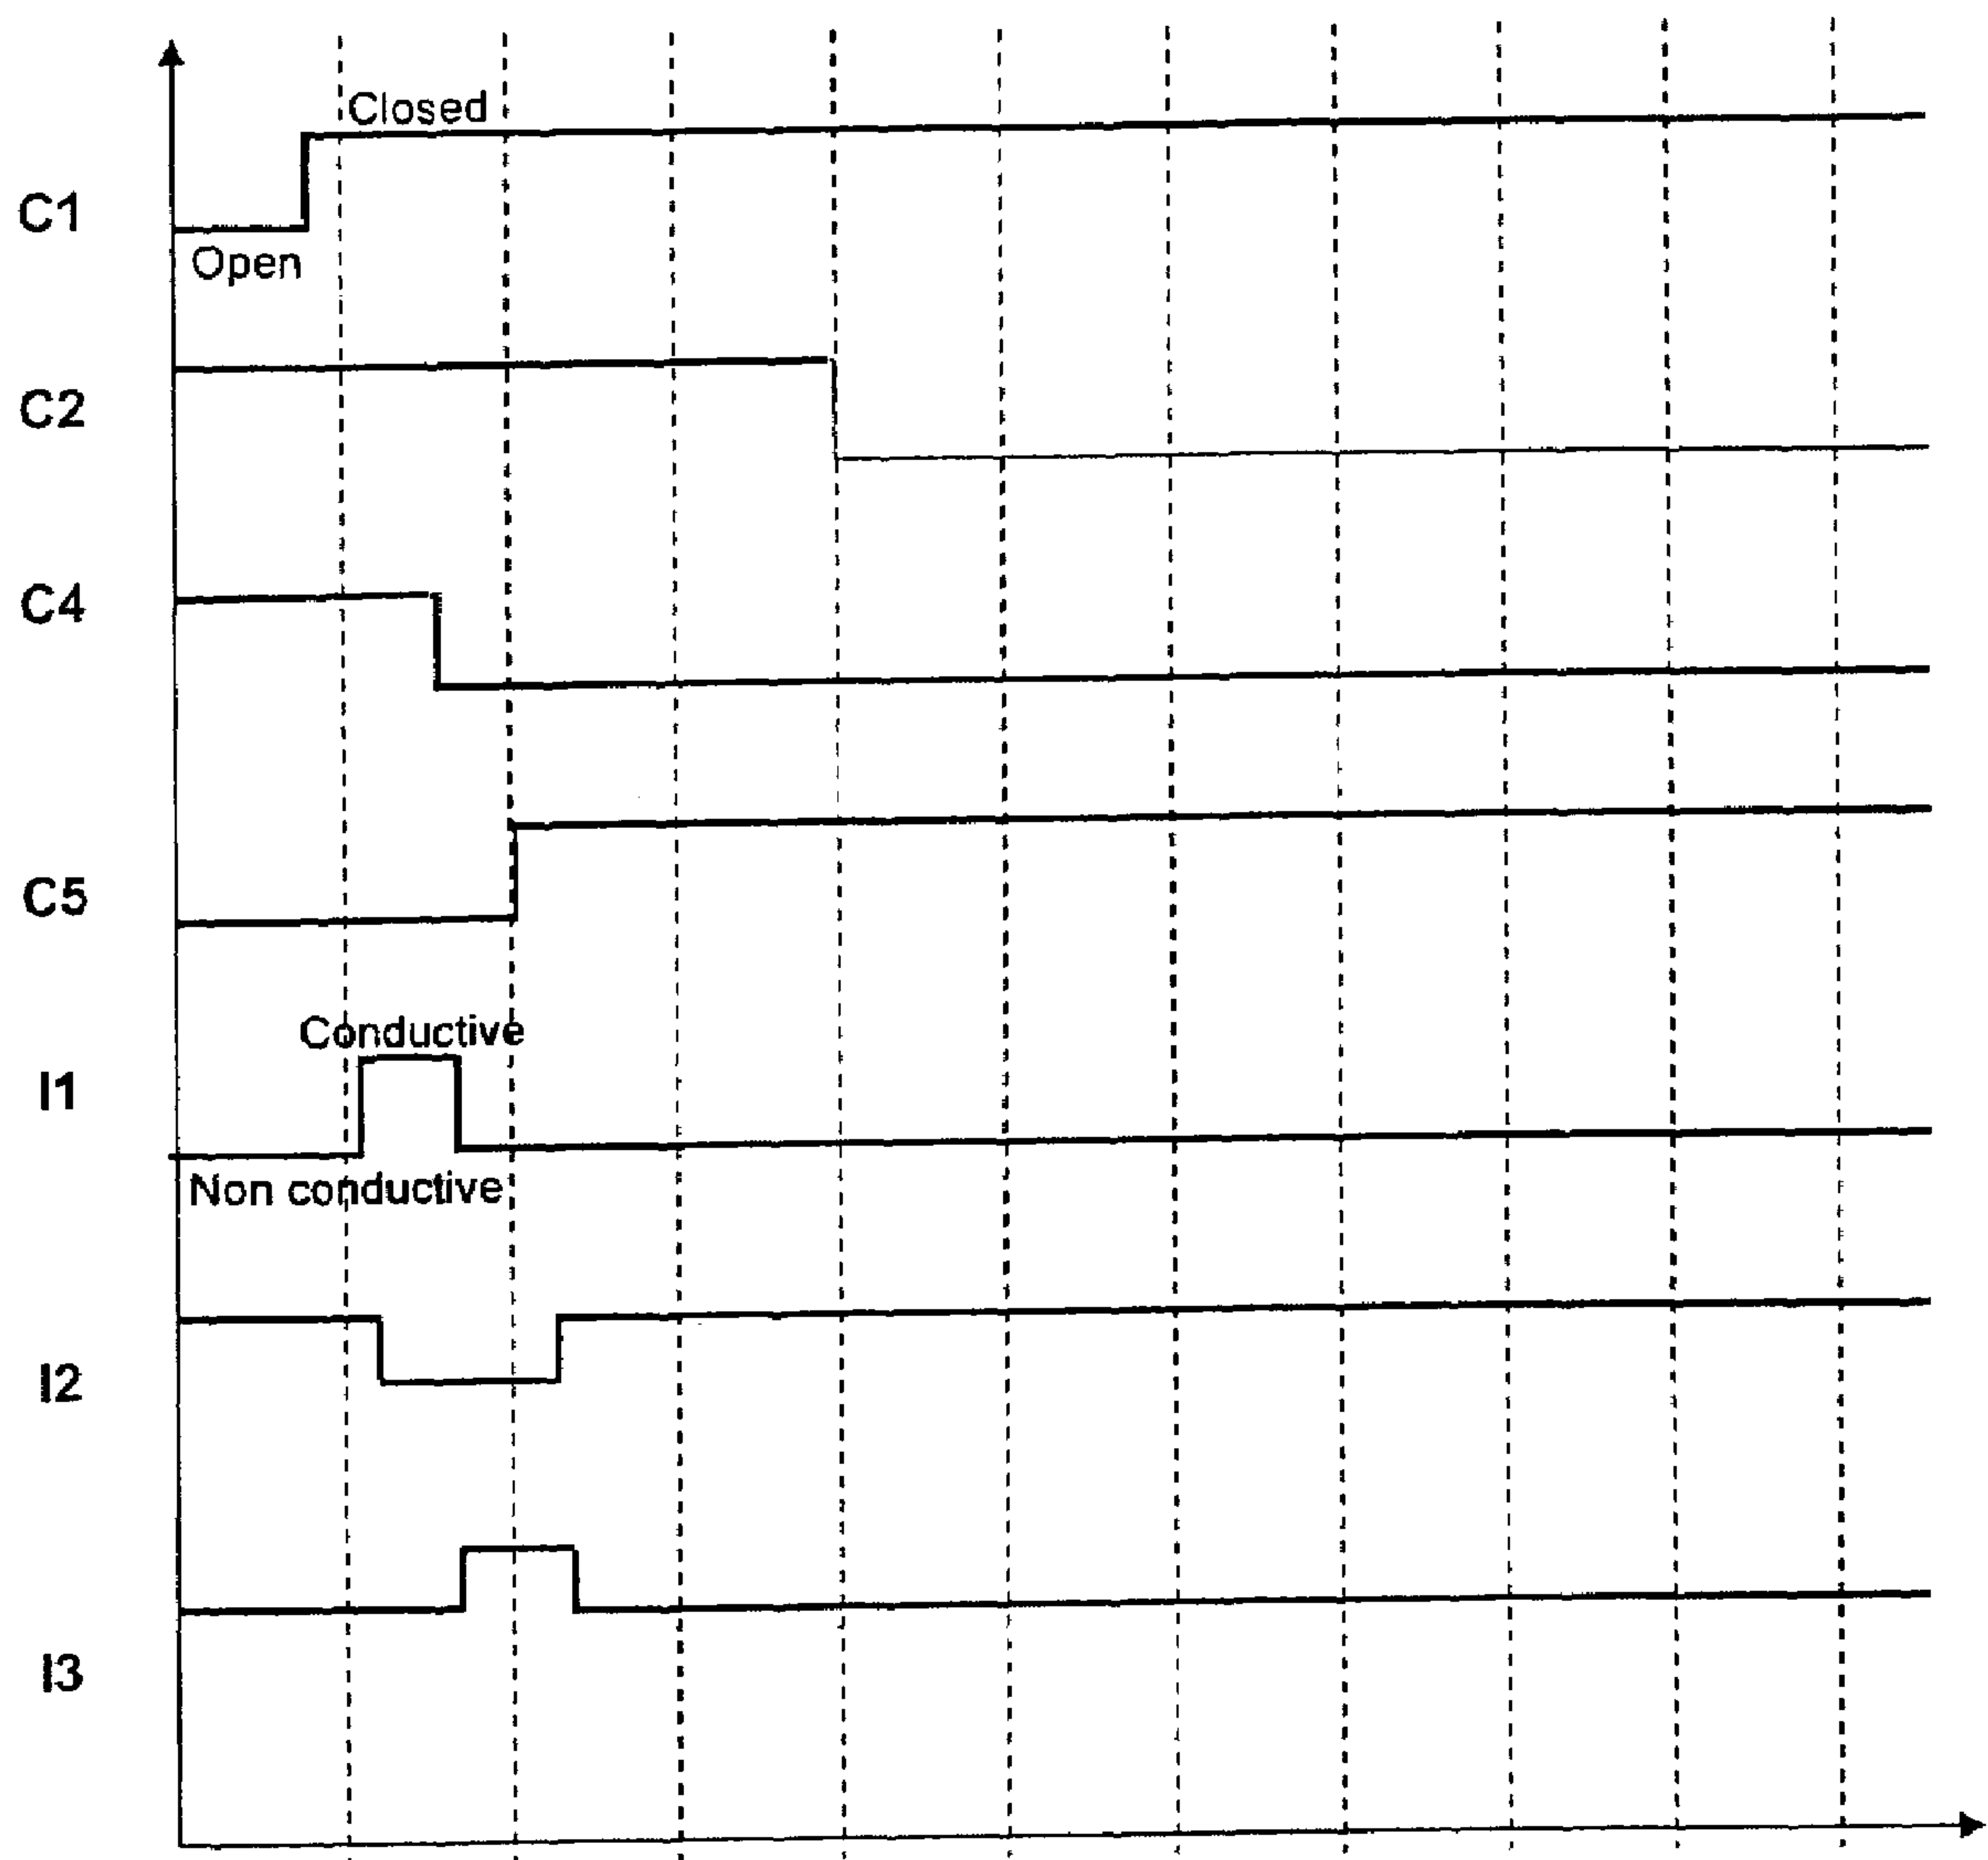 Closed
C1
Open
C2
C4
C5
Conductive
I1
Non conductive
I2
I3